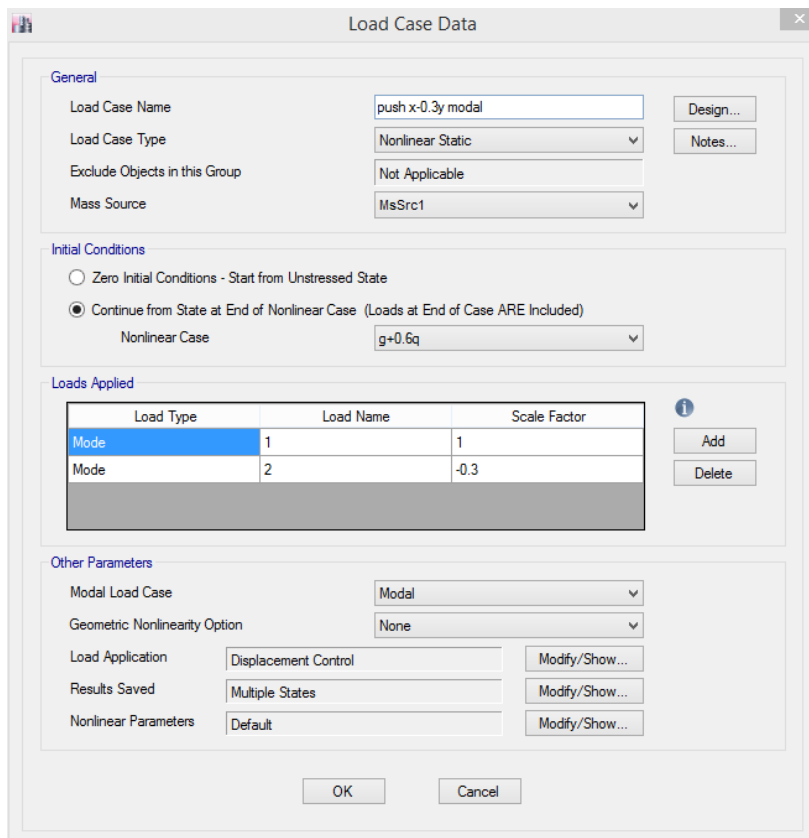 Load Case Data
General
Load Case Name push x-0.3y modal Design...
Load Case Type Nonlinear Static Notes...
Exclude Objects in this Group Not Applicable
Mass Source MsSrc1
Initial Conditions
Zero Initial Conditions - Start from Unstressed State
Continue from State at End of Nonlinear Case (Loads at End of Case ARE Included)
Nonlinear Case g+0.6q
Loads Applied
Load Type Load Name Scale Factor
Mode 1 1 Add
Mode 2 -0.3 Delete
Other Parameters
Modal Load Case Modal
Geometric Nonlinearity Option None
Load Application Displacement Control Modify/Show...
Results Saved Multiple States Modify/Show...
Nonlinear Parameters Default Modify/Show...
OK Cancel